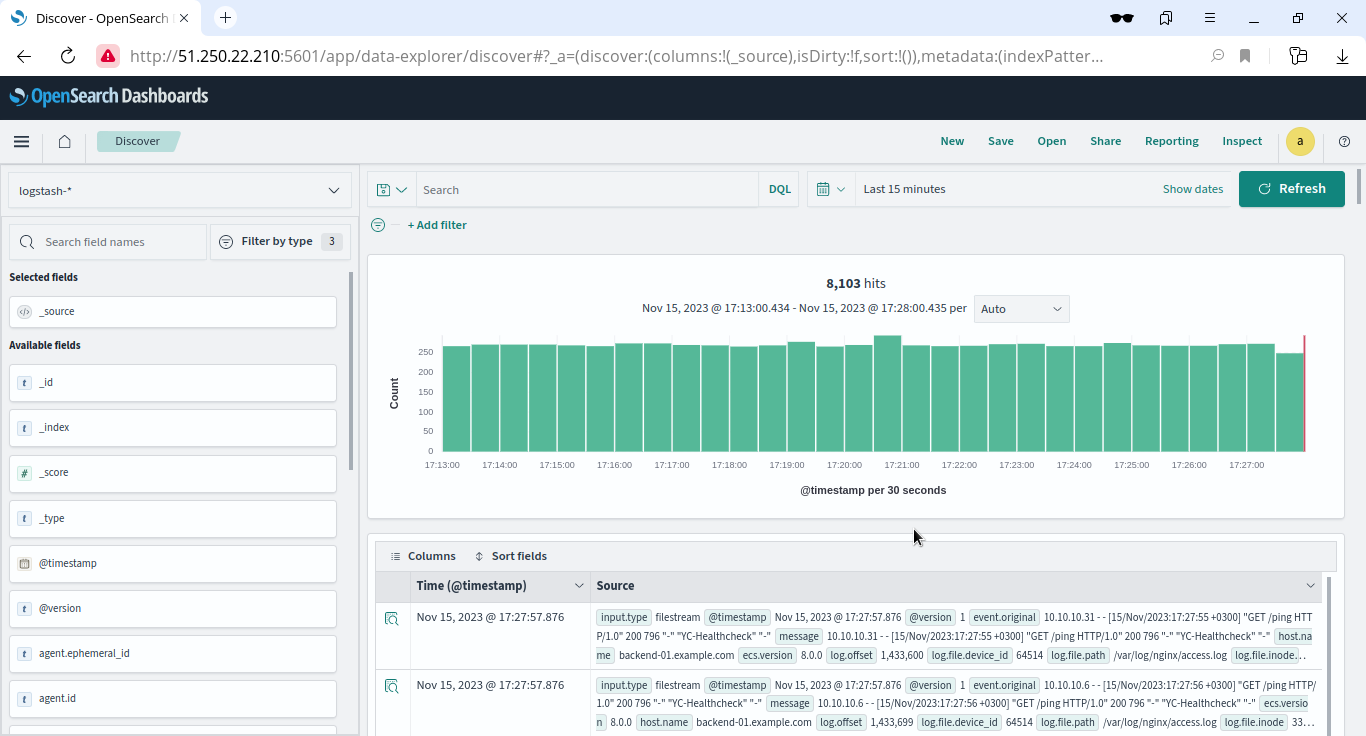 Discover - OpenSearch
http://51.250.22.210:5601/app/data-explorer/discover#?_a=(discover:(columns:!(_source),isDirty:!f,sort:!()),metadata:(indexPatter...
OpenSearch Dashboards
Discover
New Save Open Share Reporting Inspect a
logstash-*
Search DQL Last 15 minutes Show dates Refresh
+ Add filter
Search field names Filter by type 3
Selected fields
_source
Available fields
t _id
t _index
# _score
t _type
@timestamp
t @version
t agent.ephemeral_id
t agent.id
8,103 hits
Nov 15, 2023 @ 17:13:00.434 - Nov 15, 2023 @ 17:28:00.435 per Auto
Count
250
200
150
100
50
0
17:13:00 17:14:00 17:15:00 17:16:00 17:17:00 17:18:00 17:19:00 17:20:00 17:21:00 17:22:00 17:23:00 17:24:00 17:25:00 17:26:00 17:27:00
@timestamp per 30 seconds
Columns Sort fields
Time (@timestamp) Source
Nov 15, 2023 @ 17:27:57.876
input.type filestream @timestamp Nov 15, 2023 @ 17:27:57.876 @version 1 event.original 10.10.10.31 - - [15/Nov/2023:17:27:55 +0300] "GET /ping HTT
P/1.0" 200 796 "-" "YC-Healthcheck" "-" message 10.10.10.31 - - [15/Nov/2023:17:27:55 +0300] "GET /ping HTTP/1.0" 200 796 "-" "YC-Healthcheck" "-" host.na
me backend-01.example.com ecs.version 8.0.0 log.offset 1,433,600 log.file.device_id 64514 log.file.path /var/log/nginx/access.log log.file.inode...
Nov 15, 2023 @ 17:27:57.876
input.type filestream @timestamp Nov 15, 2023 @ 17:27:57.876 @version 1 event.original 10.10.10.6 - - [15/Nov/2023:17:27:56 +0300] "GET /ping HTTP/
1.0" 200 796 "-" "YC-Healthcheck" "-" message 10.10.10.6 - - [15/Nov/2023:17:27:56 +0300] "GET /ping HTTP/1.0" 200 796 "-" "YC-Healthcheck" "-" ecs.versio
n 8.0.0 host.name backend-01.example.com log.offset 1,433,699 log.file.device_id 64514 log.file.path /var/log/nginx/access.log log.file.inode 33...